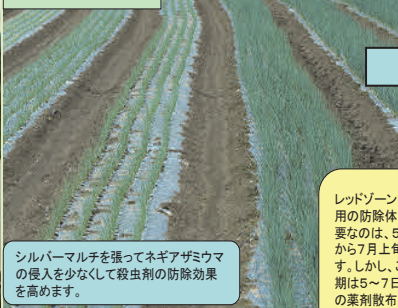 シルバーマルチを張ってネギアザミウマ
の侵入を少なくして殺虫剤の防除効果
を高めます。
レッドゾーン
用の防除体
要なのは、5
から7月上旬
す。しかし、こ
期は5～7日
の薬剤散布